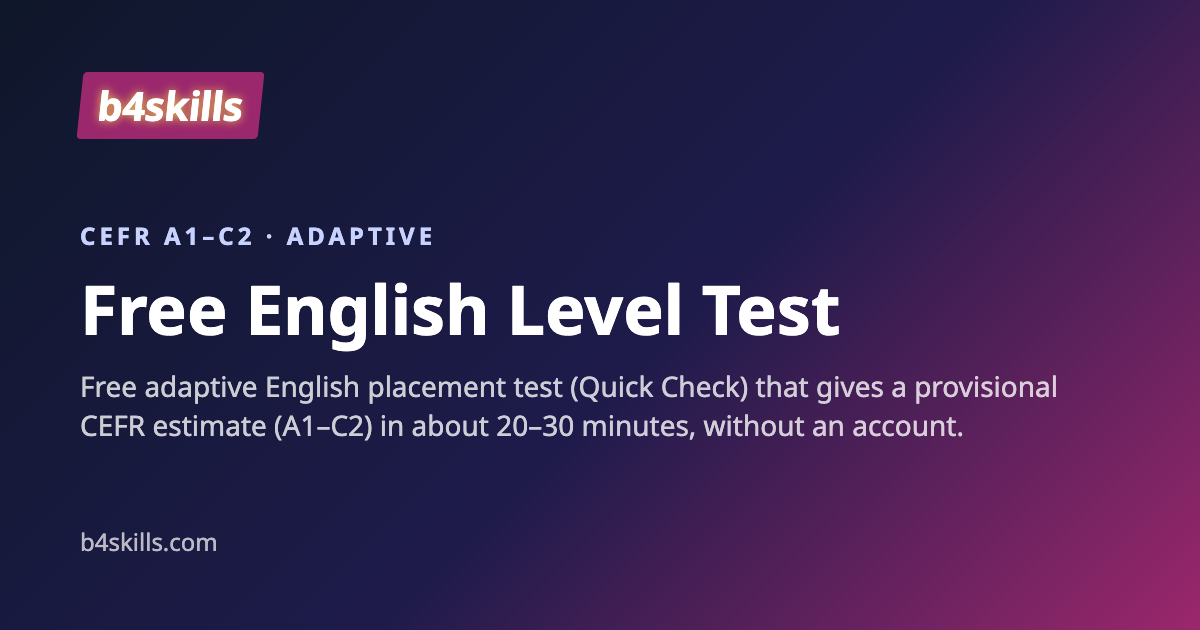 b4skills
CEFR A1–C2 · ADAPTIVE
Free English Level Test
Free adaptive English placement test (Quick Check) that gives a provisional
CEFR estimate (A1–C2) in about 20–30 minutes, without an account.
b4skills.com